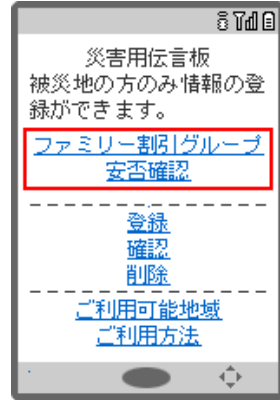 災害用伝言板
被災地の方のみ情報の登
録ができます。
ファミリー割引グループ
安否確認
登録
確認
削除
ご利用可能地域
ご利用方法